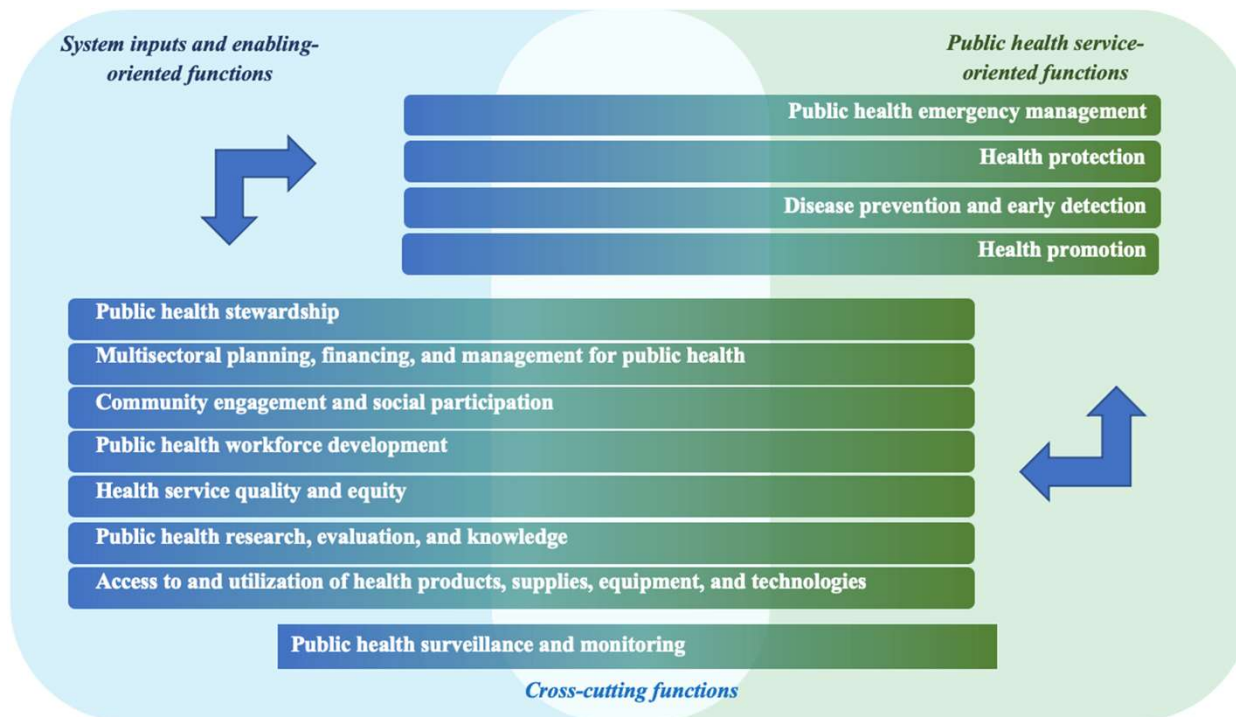 System inputs and enabling-
oriented functions
Public health service-
oriented functions
Public health emergency management
Health protection
Disease prevention and early detection
Health promotion
Public health stewardship
Multisectoral planning, financing, and management for public health
Community engagement and social participation
Public health workforce development
Health service quality and equity
Public health research, evaluation, and knowledge
Access to and utilization of health products, supplies, equipment, and technologies
Public health surveillance and monitoring
Cross-cutting functions